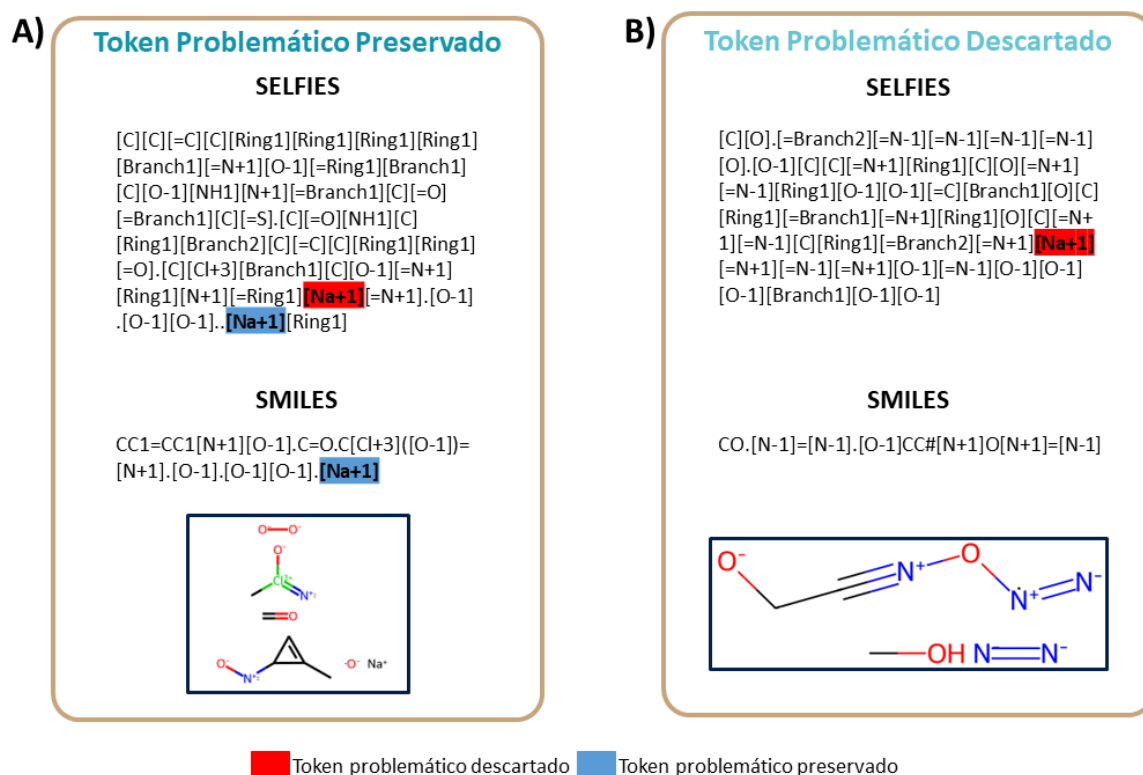 A)
Token Problemático Preservado
SELFIES
[C][C][=C][C][Ring1][Ring1][Ring1][Ring1]
[Branch1][=N+1][O-1][=Ring1][Branch1]
[C][O-1][NH1][N+1][=Branch1][C][=O]
[=Branch1][C][=S].[C][=O][NH1][C]
[Ring1][Branch2][C][=C][C][Ring1][Ring1]
[=O].[C][Cl+3][Branch1][C][O-1][=N+1]
[Ring1][N+1][=Ring1][Na+1][=N+1].[O-1]
.[O-1][O-1]..[Na+1][Ring1]
SMILES
CC1=CC1[N+1][O-1].C=O.C[Cl+3]([O-1])=
[N+1].[O-1].[O-1][O-1].[Na+1]
O⁻
O⁻
O⁻
Cl³⁺
N⁺
O
O⁻
N⁺
O⁻
Na⁺
B)
Token Problemático Descartado
SELFIES
[C][O].[=Branch2][=N-1][=N-1][=N-1][=N-1]
[O].[O-1][C][C][=N+1][Ring1][C][O][=N+1]
[=N-1][Ring1][O-1][O-1][=C][Branch1][O][C]
[Ring1][=Branch1][=N+1][Ring1][O][C][=N+
1][=N-1][C][Ring1][=Branch2][=N+1][Na+1]
[=N+1][=N-1][=N+1][O-1][=N-1][O-1][O-1]
[O-1][Branch1][O-1][O-1]
SMILES
CO.[N-1]=[N-1].[O-1]CC#[N+1]O[N+1]=[N-1]
O⁻
N⁺
O
N⁺
N⁻
OH
N⁻
N⁻
Token problemático descartado
Token problemático preservado